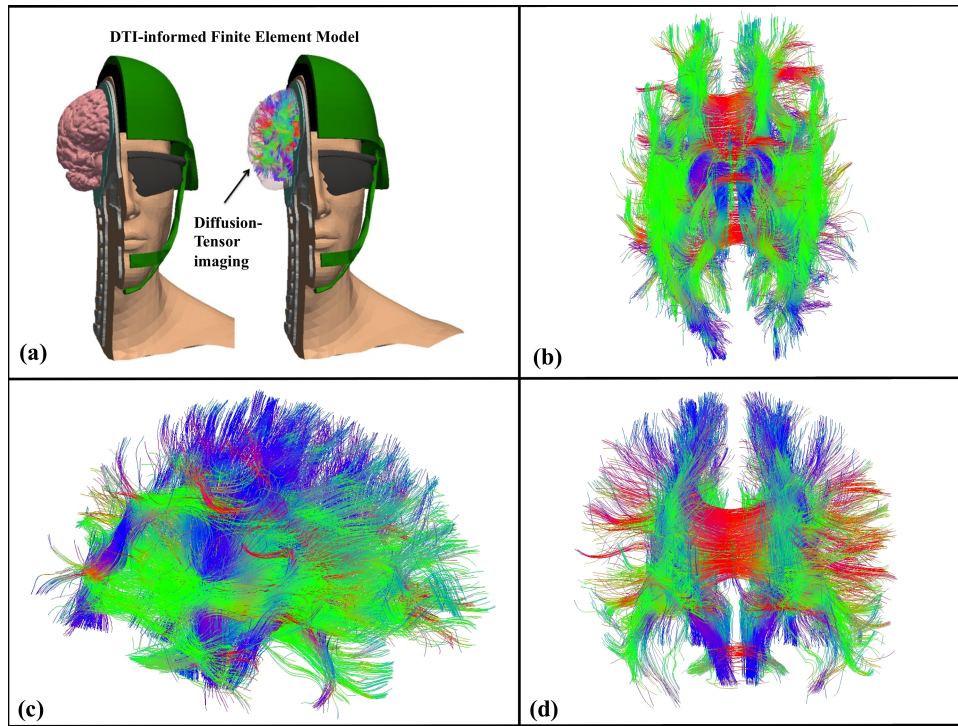 DTI-informed Finite Element Model
Diffusion-
Tensor
imaging
(a)
(b)
(c)
(d)